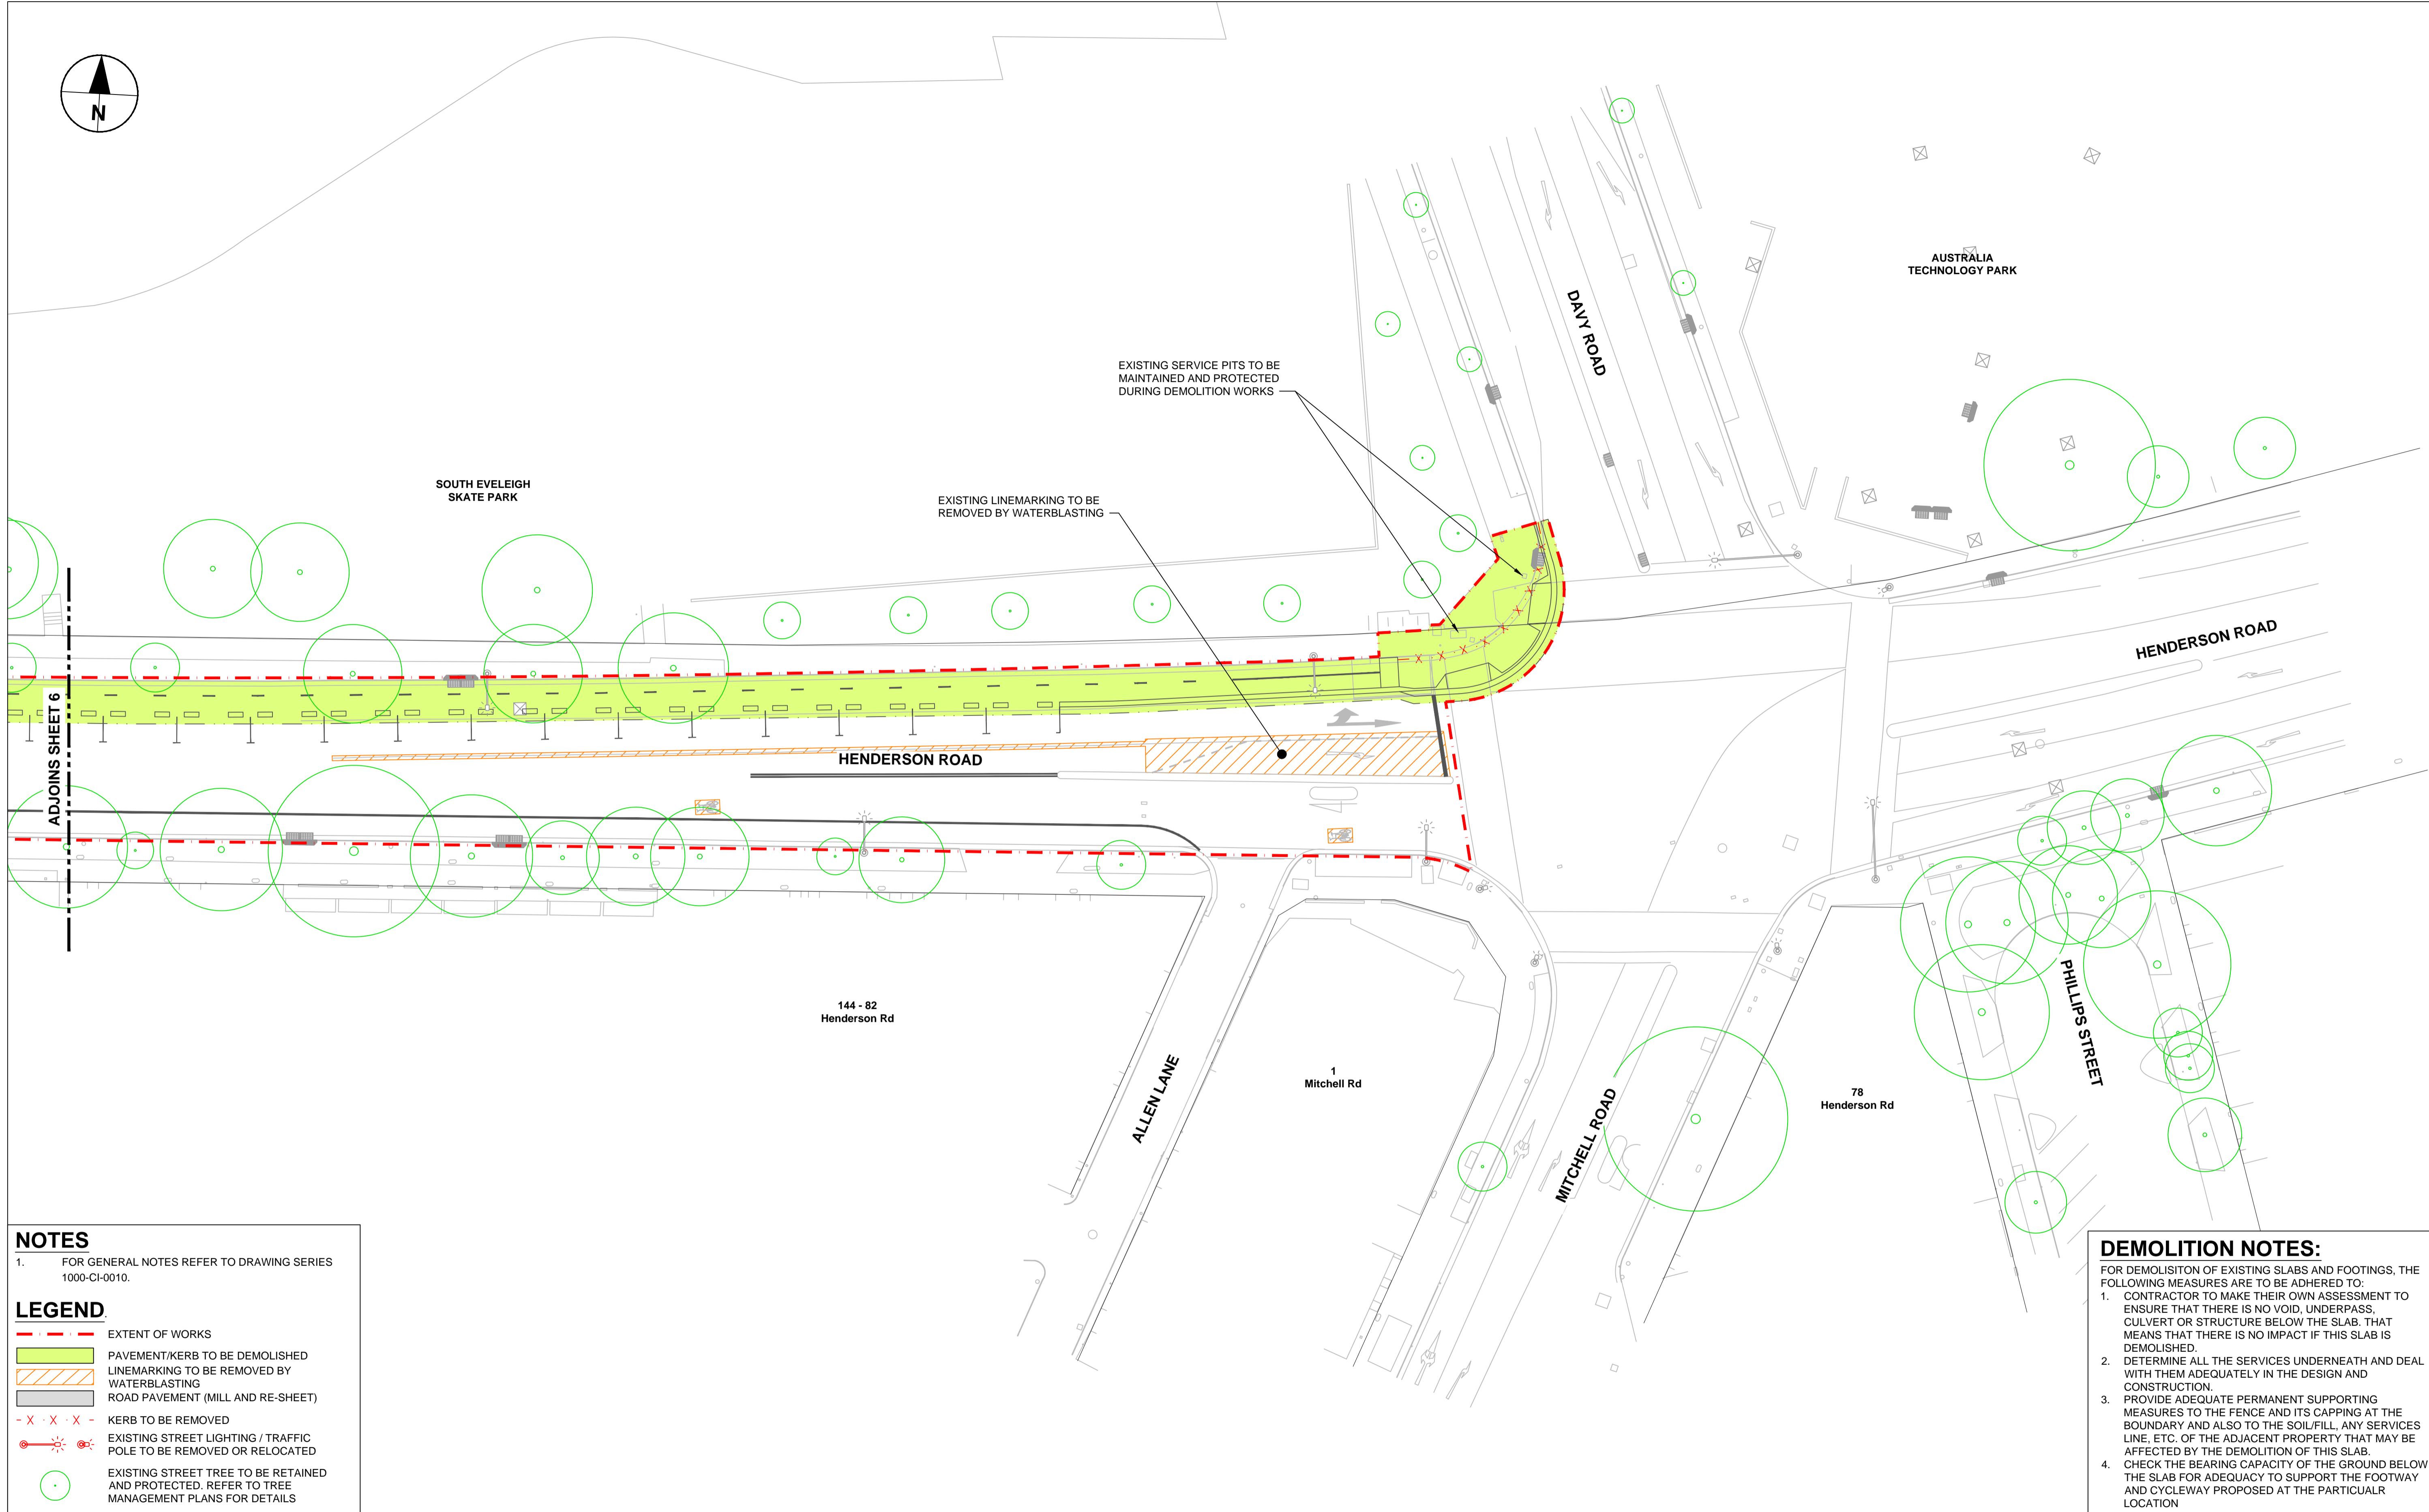 N
AUSTRALIA
TECHNOLOGY PARK
DAVY ROAD
EXISTING SERVICE PITS TO BE
MAINTAINED AND PROTECTED
DURING DEMOLITION WORKS
SOUTH EVELEIGH
SKATE PARK
EXISTING LINEMARKING TO BE
REMOVED BY WATERBLASTING
HENDERSON ROAD
ADJOINS SHEET 6
HENDERSON ROAD
144 - 82
Henderson Rd
ALLEN LANE
1
Mitchell Rd
MITCHELL ROAD
78
Henderson Rd
PHILLIPS STREET
NOTES
1. FOR GENERAL NOTES REFER TO DRAWING SERIES
1000-CI-0010.
LEGEND.
EXTENT OF WORKS
PAVEMENT/KERB TO BE DEMOLISHED
LINEMARKING TO BE REMOVED BY
WATERBLASTING
ROAD PAVEMENT (MILL AND RE-SHEET)
X X X KERB TO BE REMOVED
EXISTING STREET LIGHTING / TRAFFIC
POLE TO BE REMOVED OR RELOCATED
EXISTING STREET TREE TO BE RETAINED
AND PROTECTED. REFER TO TREE
MANAGEMENT PLANS FOR DETAILS
DEMOLITION NOTES:
FOR DEMOLISITON OF EXISTING SLABS AND FOOTINGS, THE
FOLLOWING MEASURES ARE TO BE ADHERED TO:
1. CONTRACTOR TO MAKE THEIR OWN ASSESSMENT TO
ENSURE THAT THERE IS NO VOID, UNDERPASS,
CULVERT OR STRUCTURE BELOW THE SLAB. THAT
MEANS THAT THERE IS NO IMPACT IF THIS SLAB IS
DEMOLISHED.
2. DETERMINE ALL THE SERVICES UNDERNEATH AND DEAL
WITH THEM ADEQUATELY IN THE DESIGN AND
CONSTRUCTION.
3. PROVIDE ADEQUATE PERMANENT SUPPORTING
MEASURES TO THE FENCE AND ITS CAPPING AT THE
BOUNDARY AND ALSO TO THE SOIL/FILL, ANY SERVICES
LINE, ETC. OF THE ADJACENT PROPERTY THAT MAY BE
AFFECTED BY THE DEMOLITION OF THIS SLAB.
4. CHECK THE BEARING CAPACITY OF THE GROUND BELOW
THE SLAB FOR ADEQUACY TO SUPPORT THE FOOTWAY
AND CYCLEWAY PROPOSED AT THE PARTICUALR
LOCATION